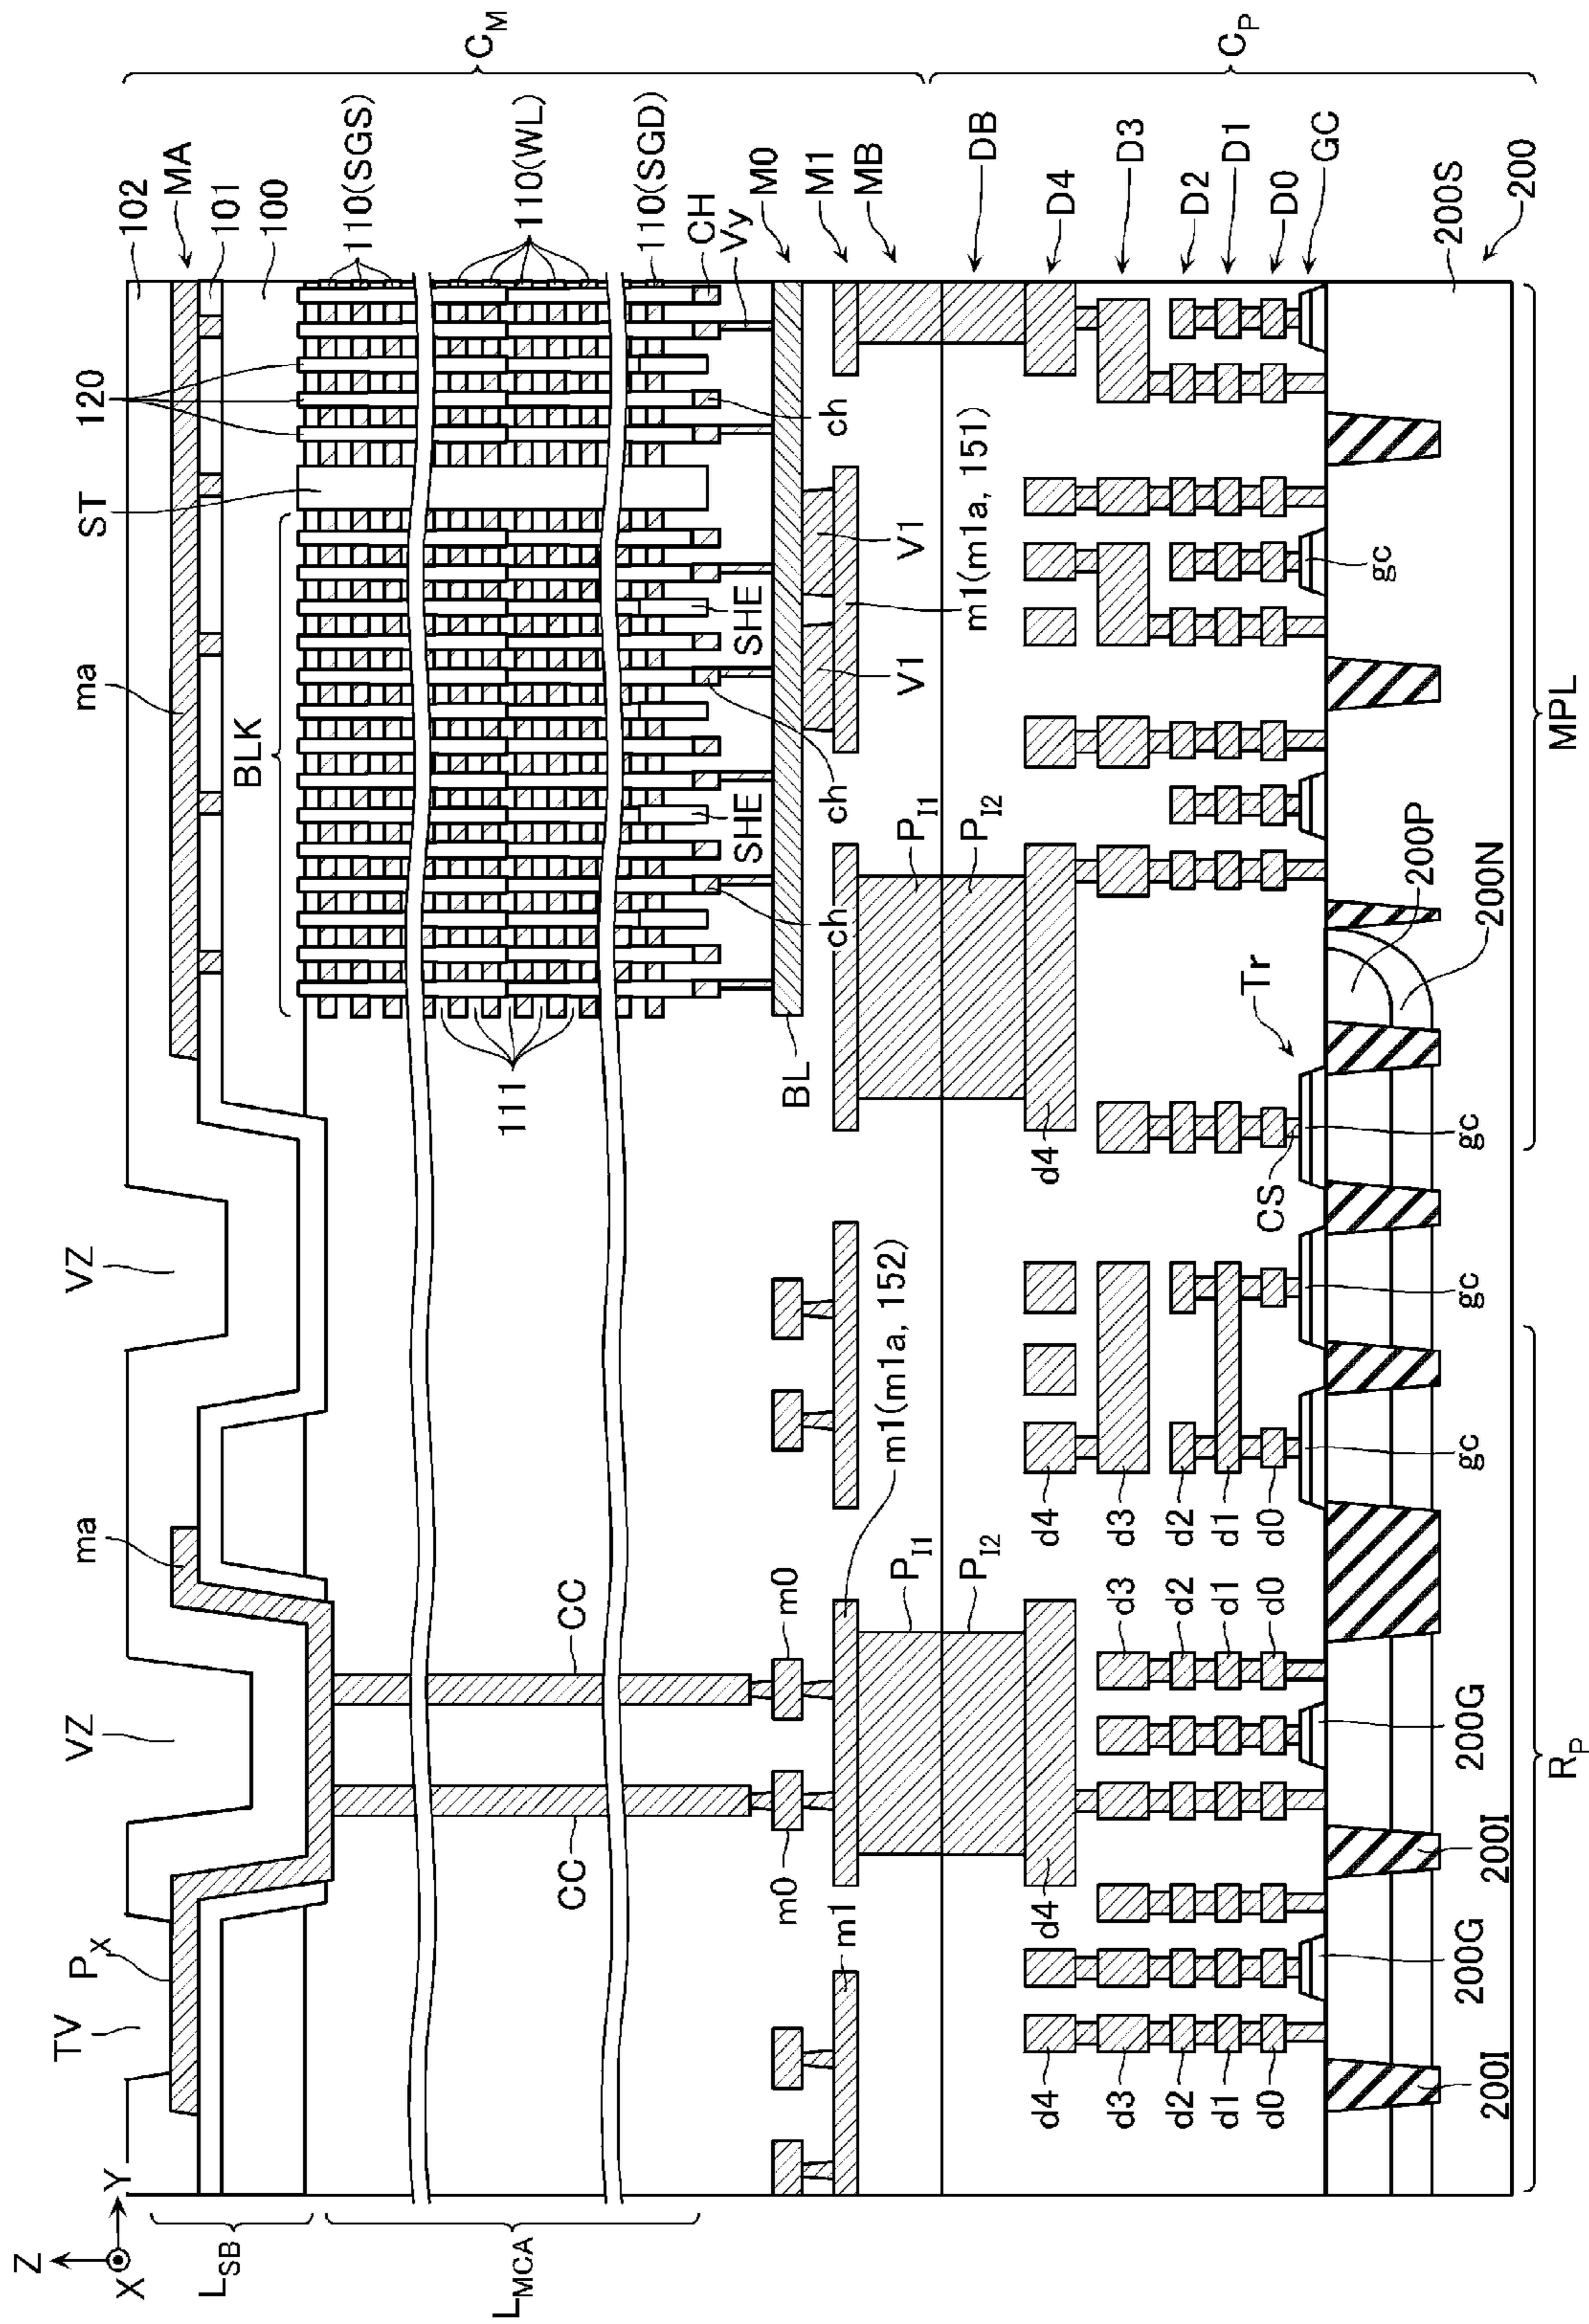 C_M
C_P
102
MA
101
100
110(SGS)
110(WL)
110(SGD)
CH
Vy
M0
M1
MB
DB
D4
D3
D2
D1
D0
GC
200S
200
120
ST
ma
BLK
ch
SHE
SHE
ch
ch
V1
V1
m1(m1a, 151)
111
BL
P_I1
P_I2
d4
gc
200P
200N
Tr
CS
gc
MPL
VZ
m1(m1a, 152)
gc
gc
d4
d3
d2
d1
d0
ma
VZ
CC
CC
m0
m0
P_I1
P_I2
d4
d3
d2
d1
d0
200G
200I
R_P
P_X
TV
m1
d4
d3
d2
d1
d0
200G
200I
Z
Y
X
L_SB
L_MCA